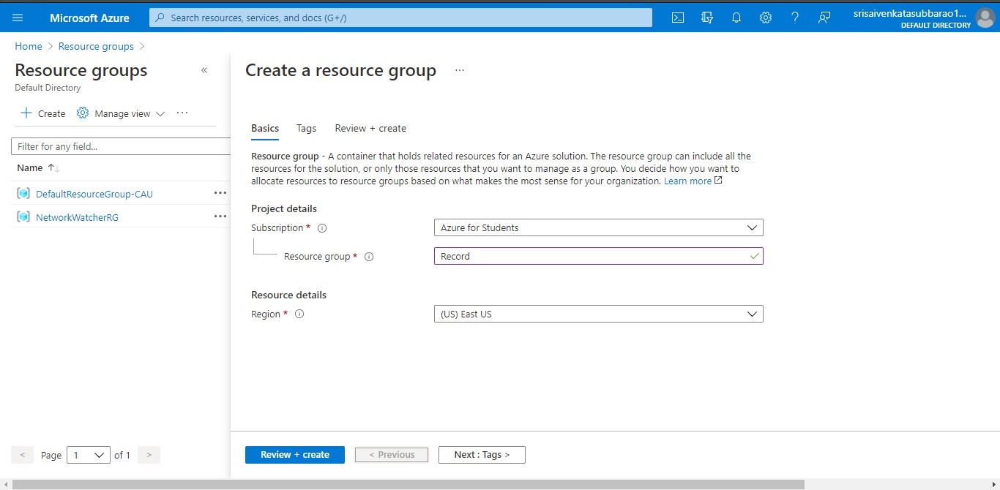 Microsoft Azure
Search resources, services, and docs (G+/)
srisaivenkatasubbarao1...
DEFAULT DIRECTORY
Home > Resource groups >
Resource groups
Default Directory
«
+ Create
Manage view
...
Filter for any field...
Name ↑↓
DefaultResourceGroup-CAU
...
NetworkWatcherRG
...
< Page 1 of 1 >
Create a resource group ...
Basics Tags Review + create
Resource group - A container that holds related resources for an Azure solution. The resource group can include all the
resources for the solution, or only those resources that you want to manage as a group. You decide how you want to
allocate resources to resource groups based on what makes the most sense for your organization. Learn more
Project details
Subscription * Azure for Students
Resource group * Record
Resource details
Region * (US) East US
Review + create < Previous Next : Tags >